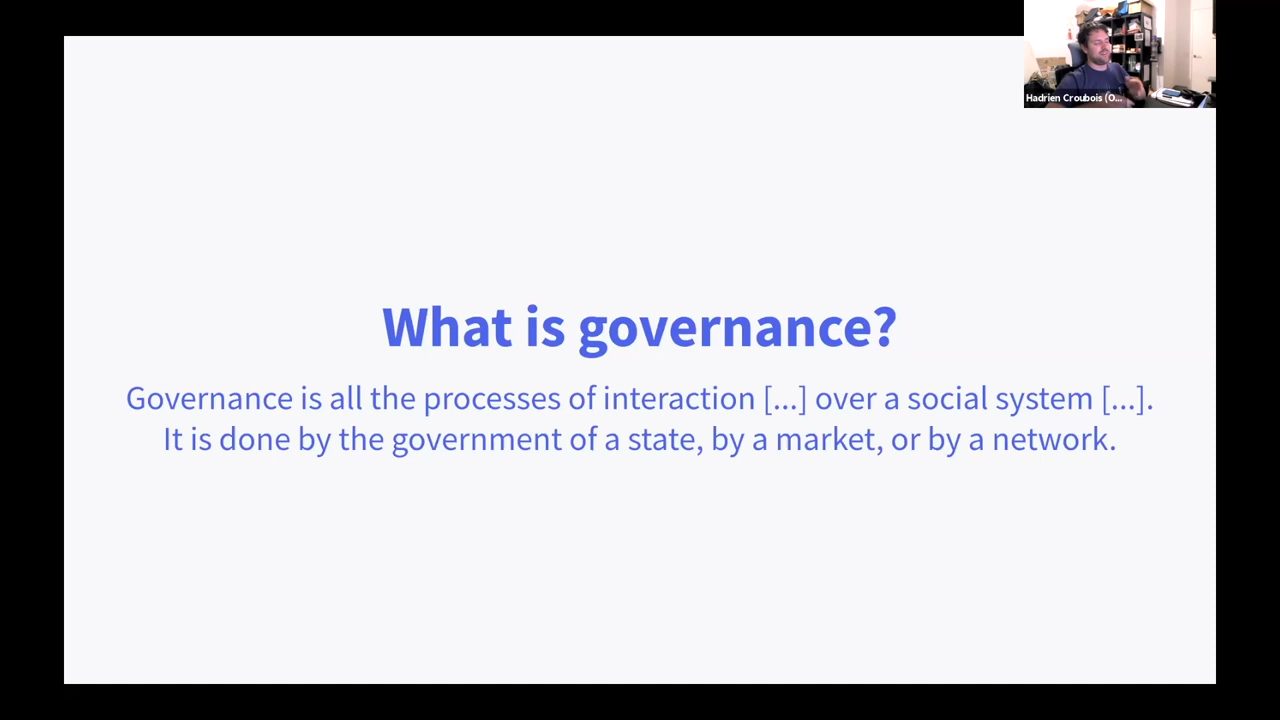 Hadrien Croubois (O...
What is governance?
Governance is all the processes of interaction [...] over a social system [...].
It is done by the government of a state, by a market, or by a network.